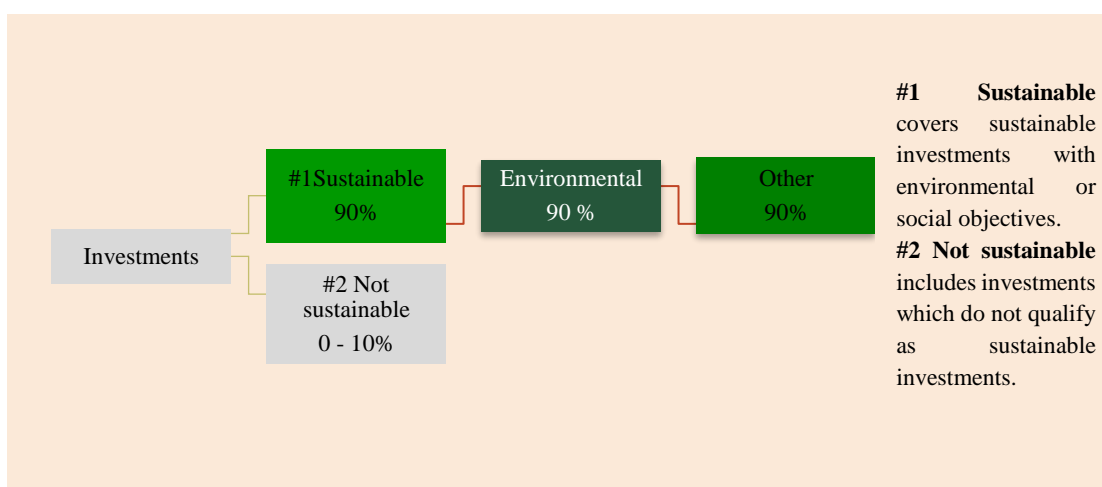 Investments
#1Sustainable
90%
#2 Not
sustainable
0 - 10%
Environmental
90 %
Other
90%
#1 Sustainable
covers sustainable
investments with
environmental or
social objectives.
#2 Not sustainable
includes investments
which do not qualify
as sustainable
investments.